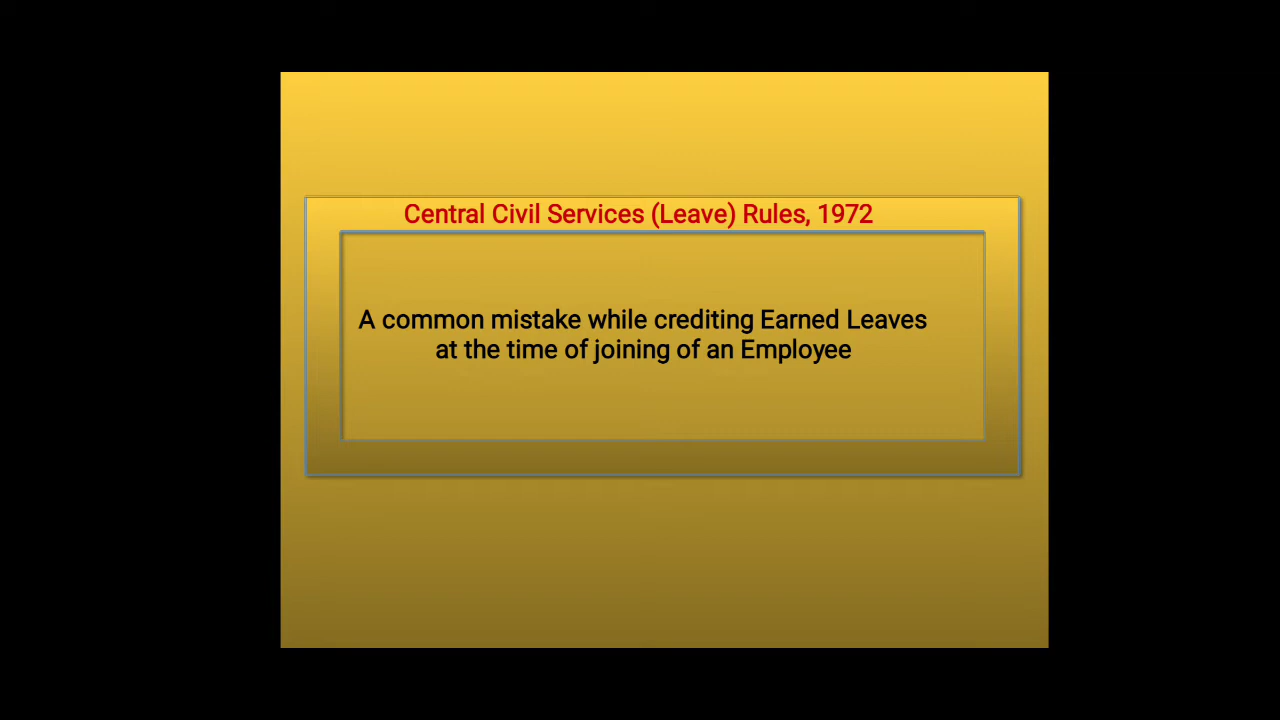 Central Civil Services (Leave) Rules, 1972
A common mistake while crediting Earned Leaves
at the time of joining of an Employee